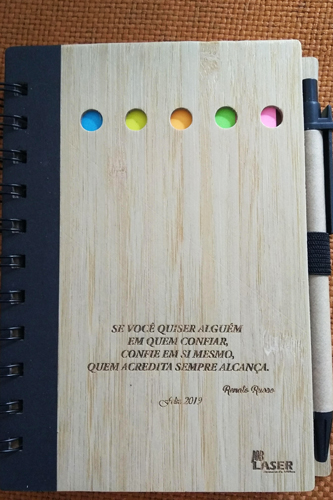 SE VOCÊ QUISER ALGUÉM
EM QUEM CONFIAR,
CONFIE EM SI MESMO,
QUEM ACREDITA SEMPRE ALCANÇA.
Renato Russo
Feliz 2019
LASER